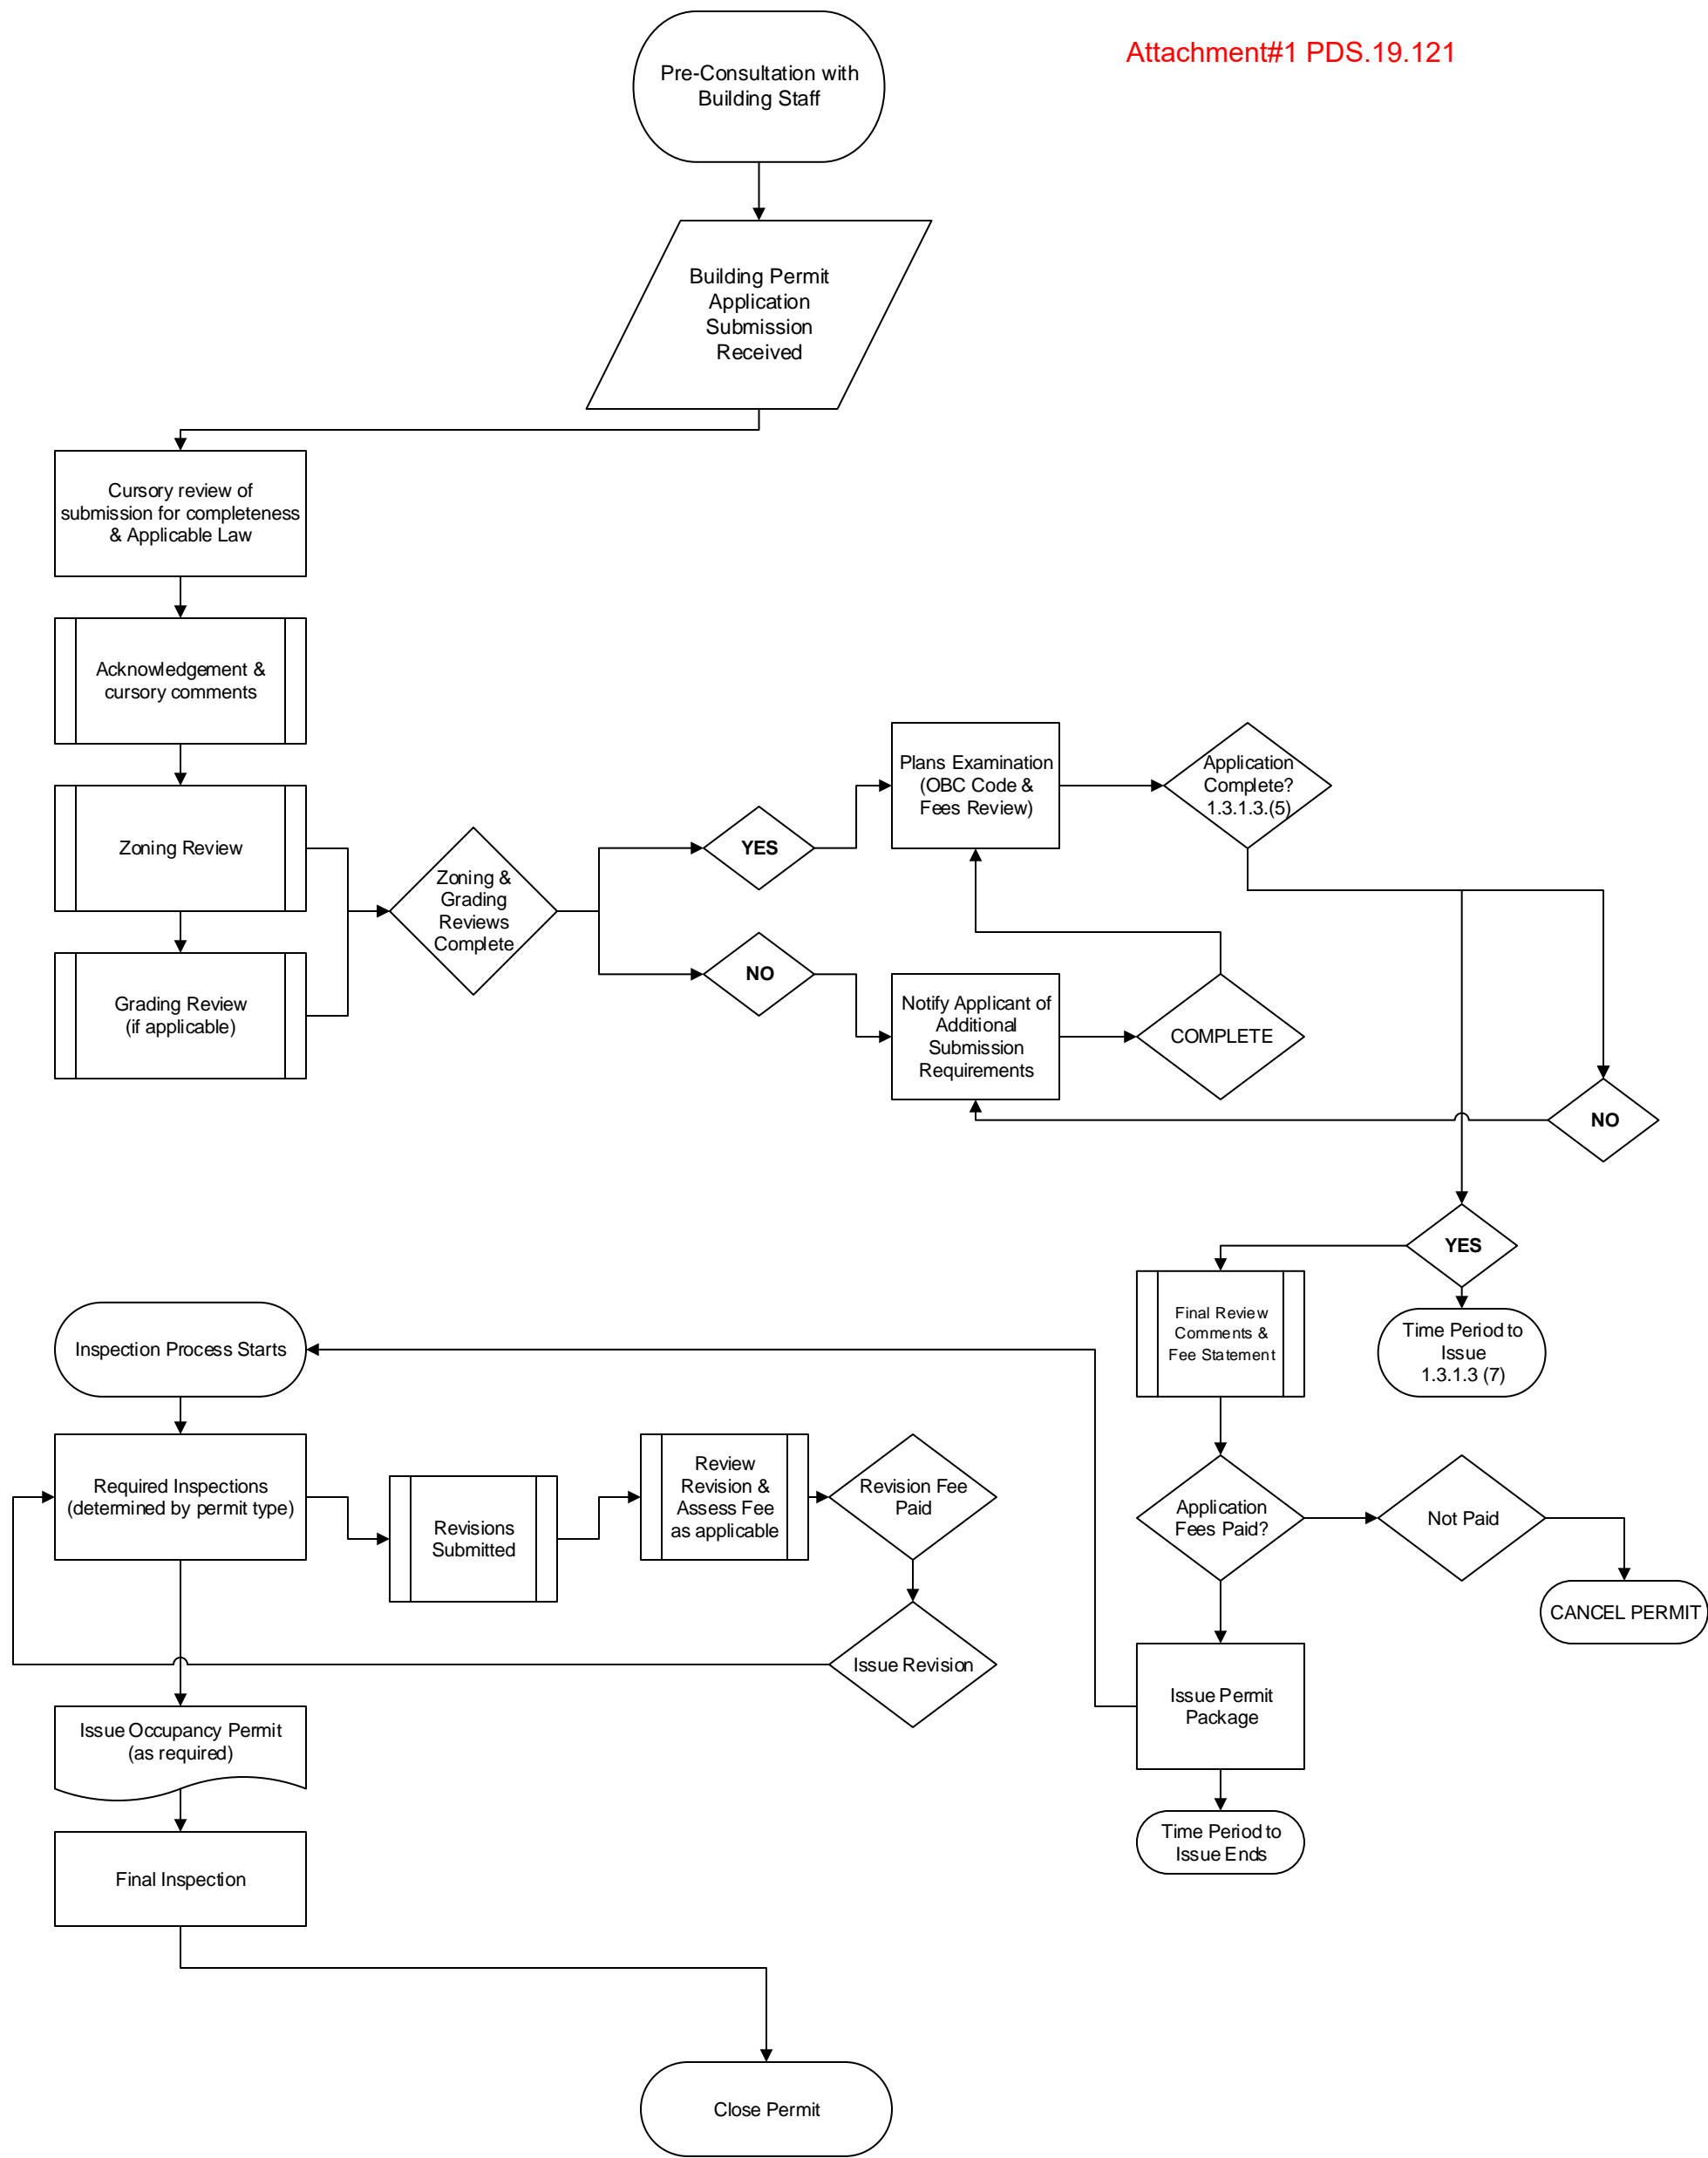 Attachment#1 PDS.19.121
Pre-Consultation with
Building Staff
Building Permit
Application
Submission
Received
Cursory review of
submission for completeness
& Applicable Law
Acknowledgement &
cursory comments
Zoning Review
Grading Review
(if applicable)
Zoning &
Grading
Reviews
Complete
YES
NO
Plans Examination
(OBC Code &
Fees Review)
Notify Applicant of
Additional
Submission
Requirements
Application
Complete?
1.3.1.3.(5)
COMPLETE
NO
YES
Time Period to
Issue
1.3.1.3 (7)
Final Review
Comments &
Fee Statement
Application
Fees Paid?
Not Paid
CANCEL PERMIT
Issue Permit
Package
Time Period to
Issue Ends
Inspection Process Starts
Required Inspections
(determined by permit type)
Revisions
Submitted
Review
Revision &
Assess Fee
as applicable
Revision Fee
Paid
Issue Revision
Issue Occupancy Permit
(as required)
Final Inspection
Close Permit